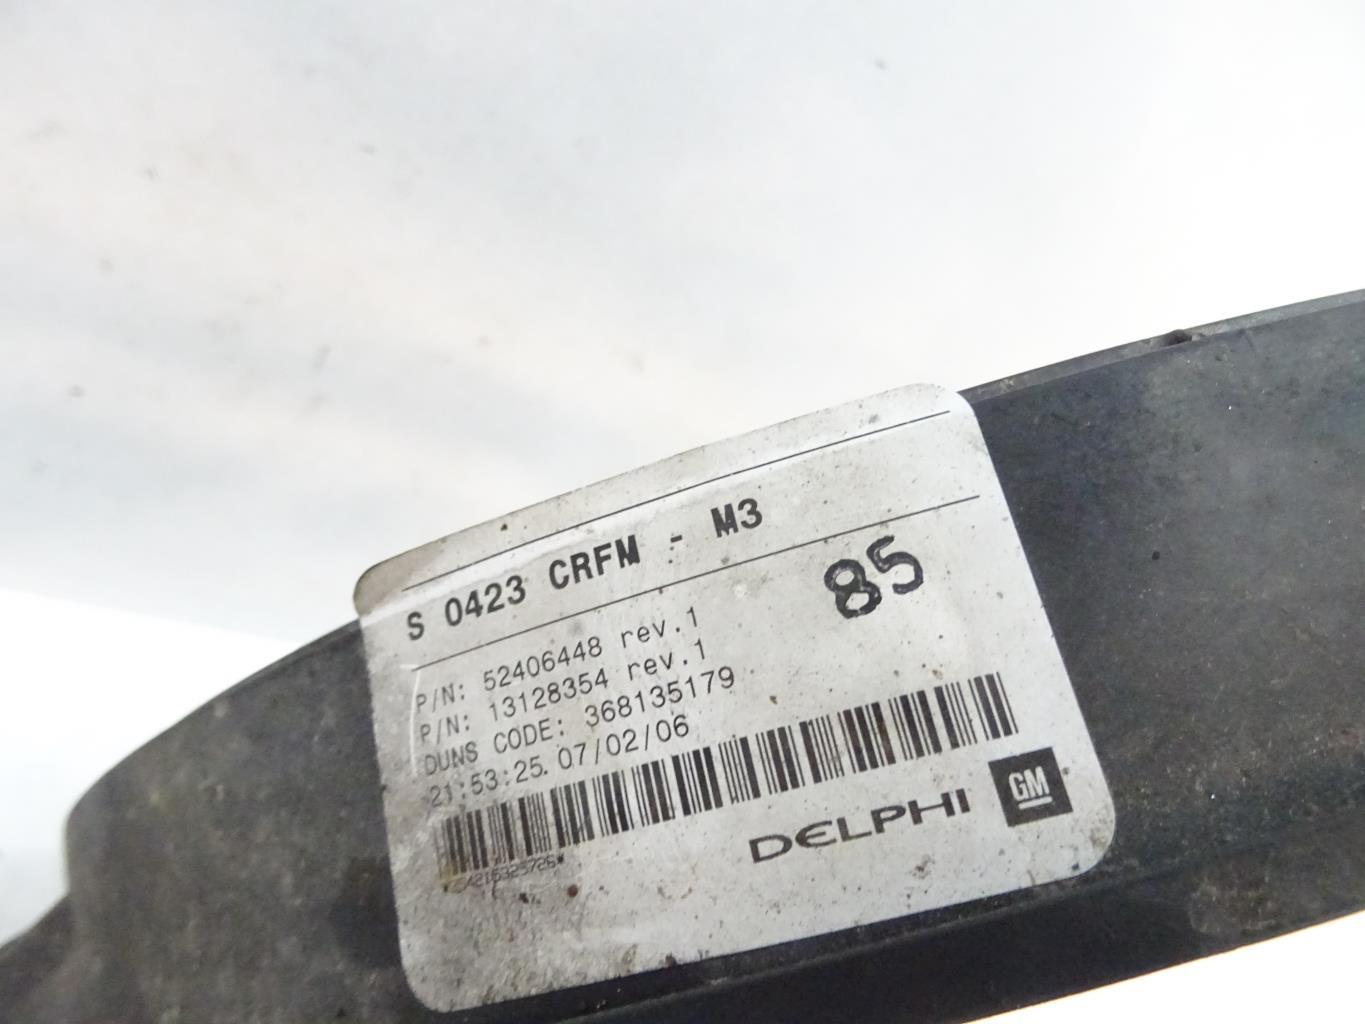 S 0423 CRFM - M3
85
P/N: 52406448 rev.1
P/N: 13128354 rev.1
DUNS CODE: 368135179
21:53:25.07/02/06
DELPHI GM